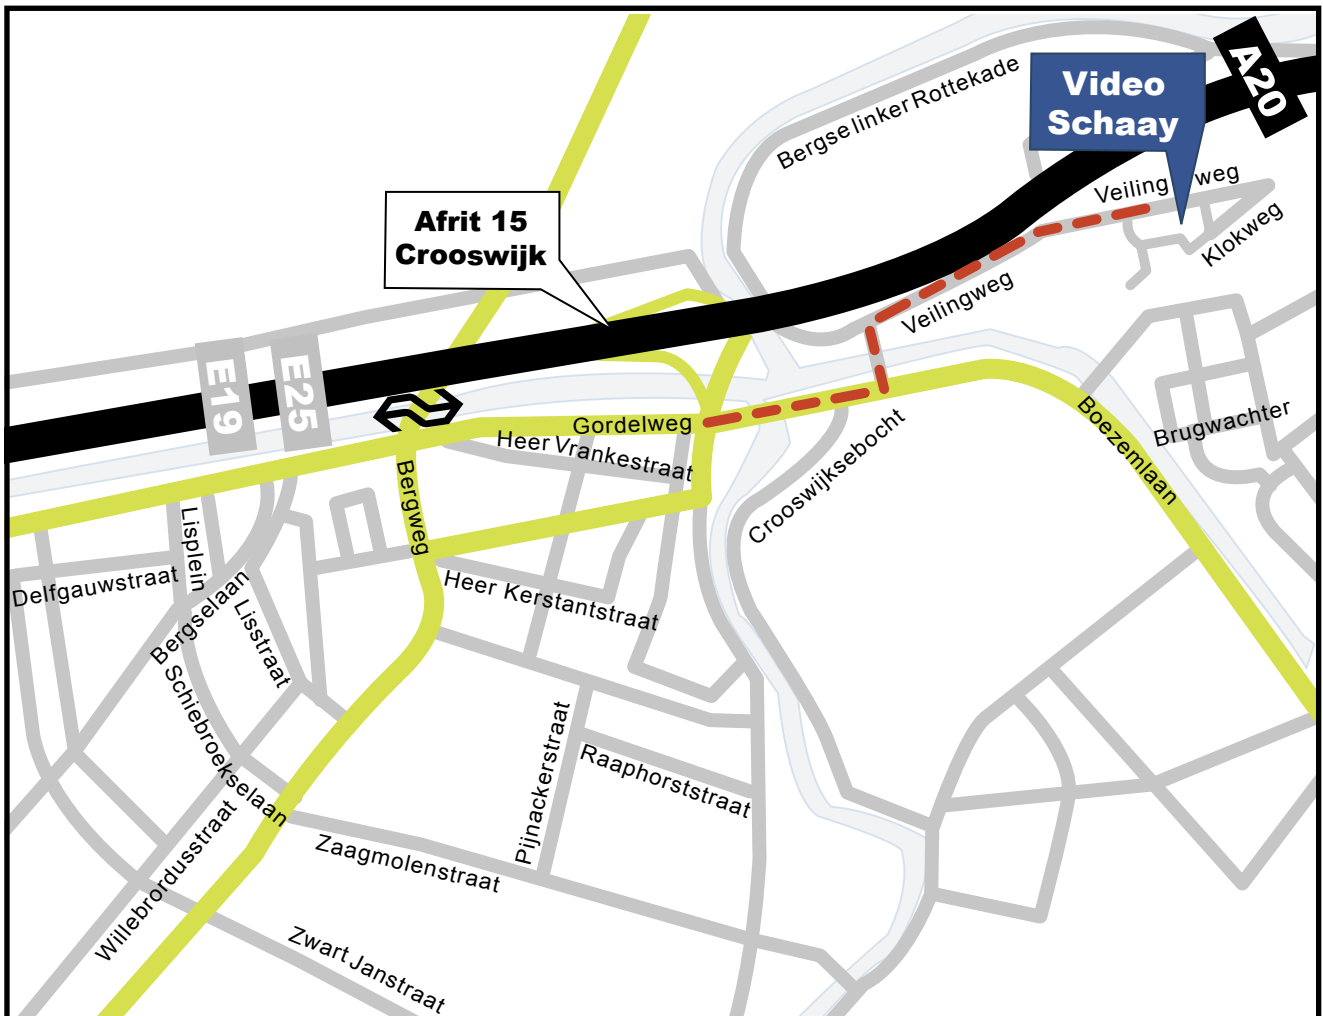 A20
Video
Schaay
Bergse linker Rottekade
Veiling weg
Klokweg
Afrit 15
Crooswijk
Veilingweg
E19
E25
Gordelweg
Heer Vrankestraat
Boezemlaan
Brugwachter
Crooswijksebocht
Bergweg
Lisplein
Delfgauwstraat
Bergselaan
Lisstraat
Heer Kerstantstraat
Schiebroekselaan
Pijnackerstraat
Raaphorststraat
Willebrordusstraat
Zaagmolenstraat
Zwart Janstraat